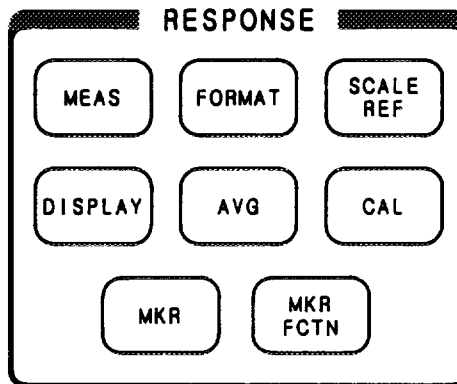 RESPONSE
MEAS
FORMAT
SCALE
REF
DISPLAY
AVG
CAL
MKR
MKR
FCTN